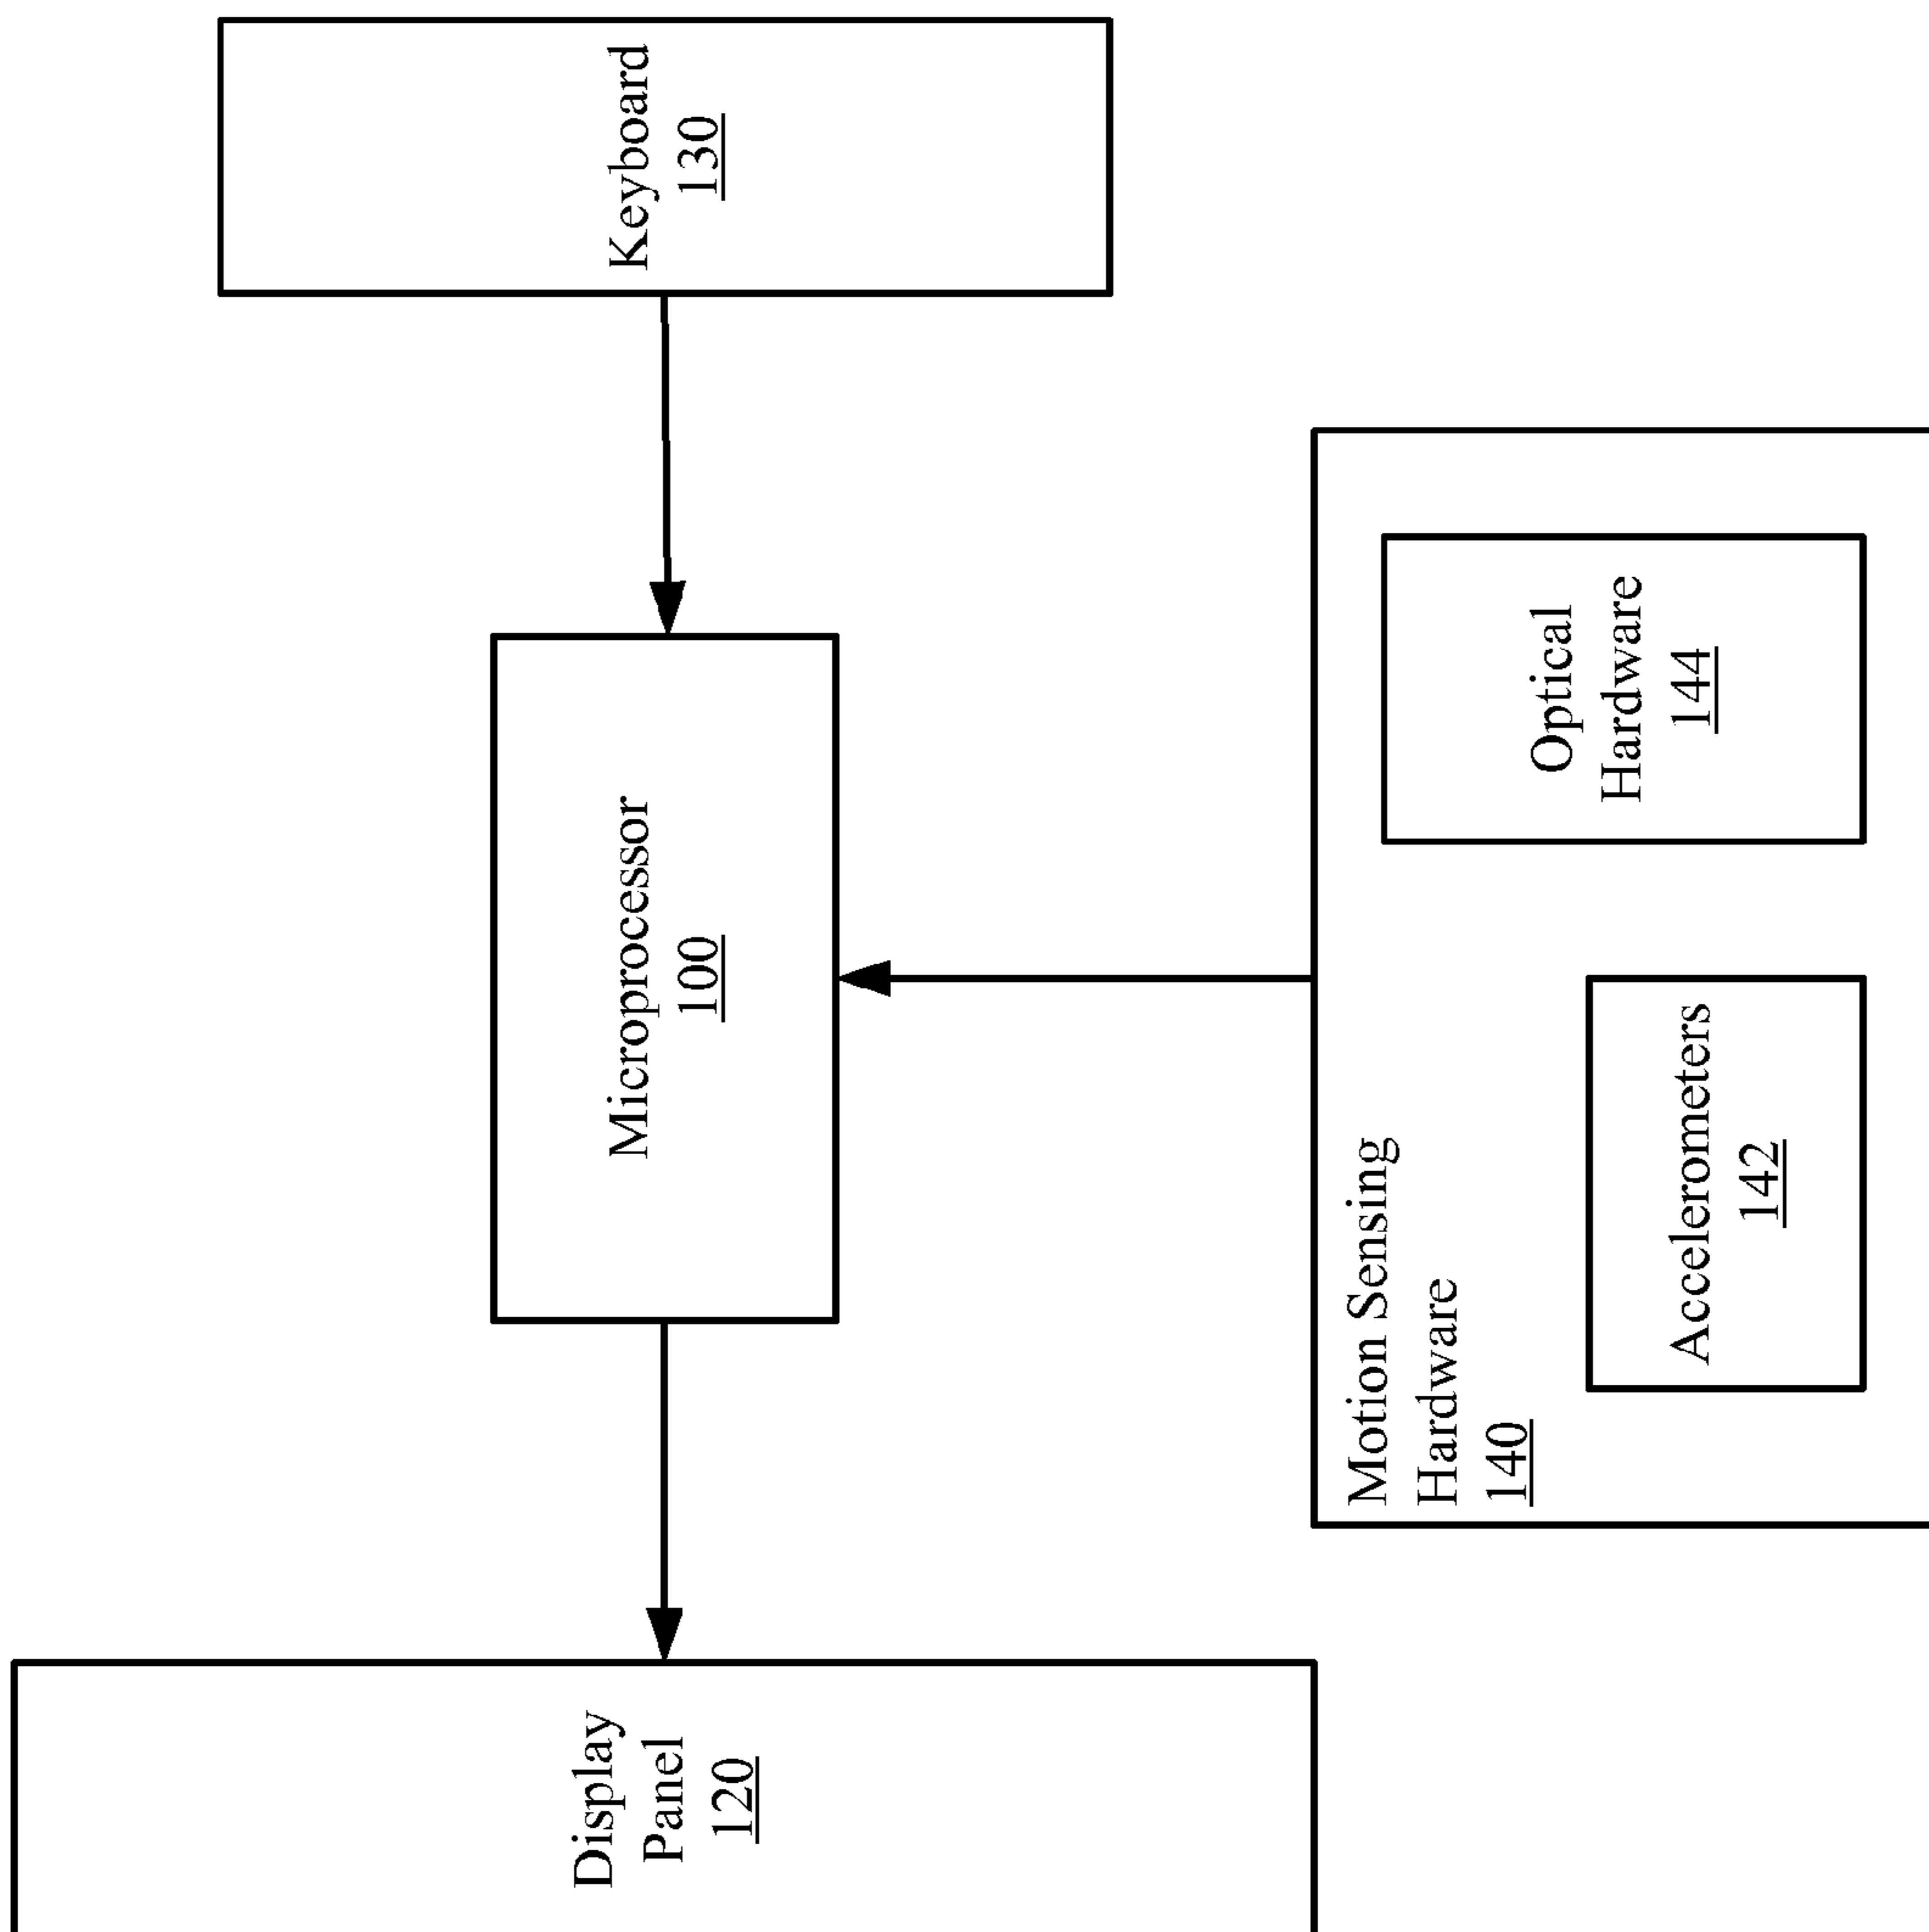 Display
Panel
120
Microprocessor
100
Keyboard
130
Motion Sensing
Hardware
140
Accelerometers
142
Optical
Hardware
144